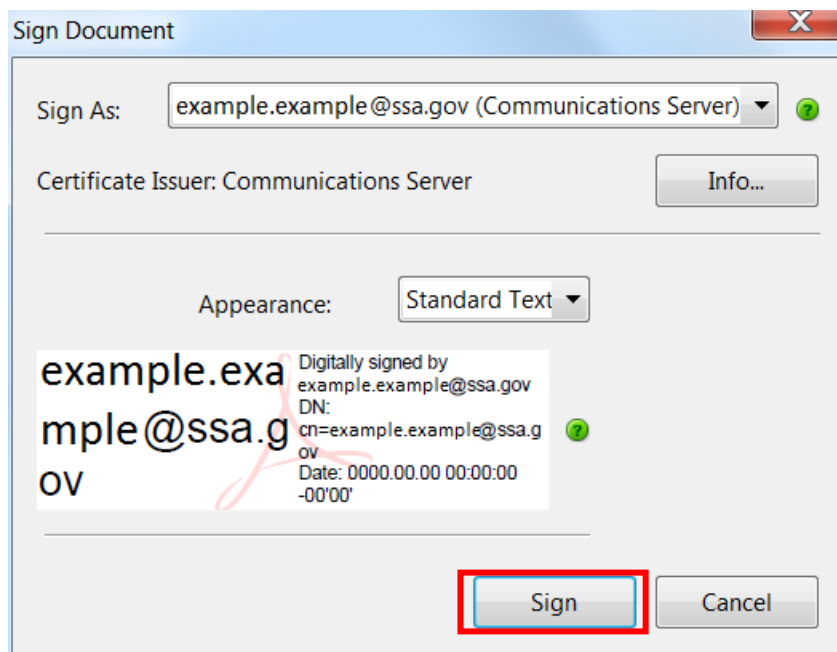 Sign Document
X
Sign As: example.example@ssa.gov (Communications Server) ?
Certificate Issuer: Communications Server Info...
Appearance: Standard Text
example.exa
mple@ssa.g
ov
Digitally signed by
example.example@ssa.gov
DN:
cn=example.example@ssa.g
ov
Date: 0000.00.00 00:00:00
-00'00'
?
Sign Cancel